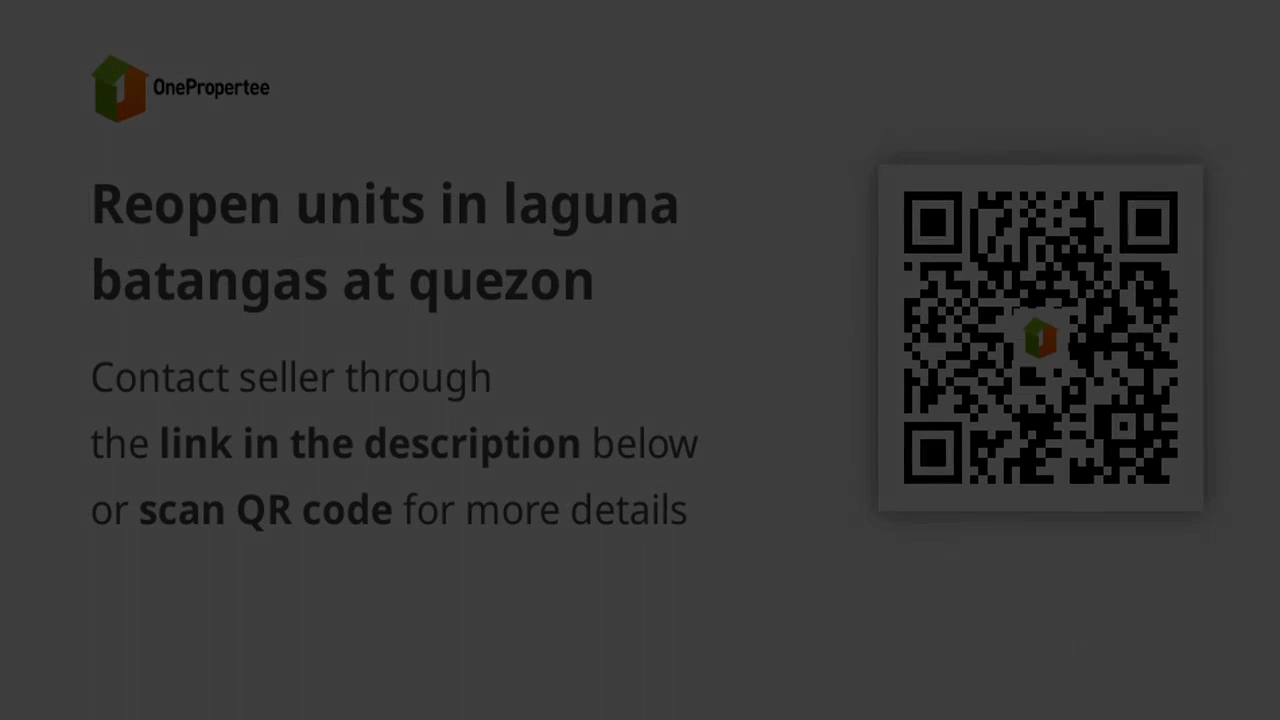 OnePropertee
Reopen units in laguna
batangas at quezon
Contact seller through
the link in the description below
or scan QR code for more details